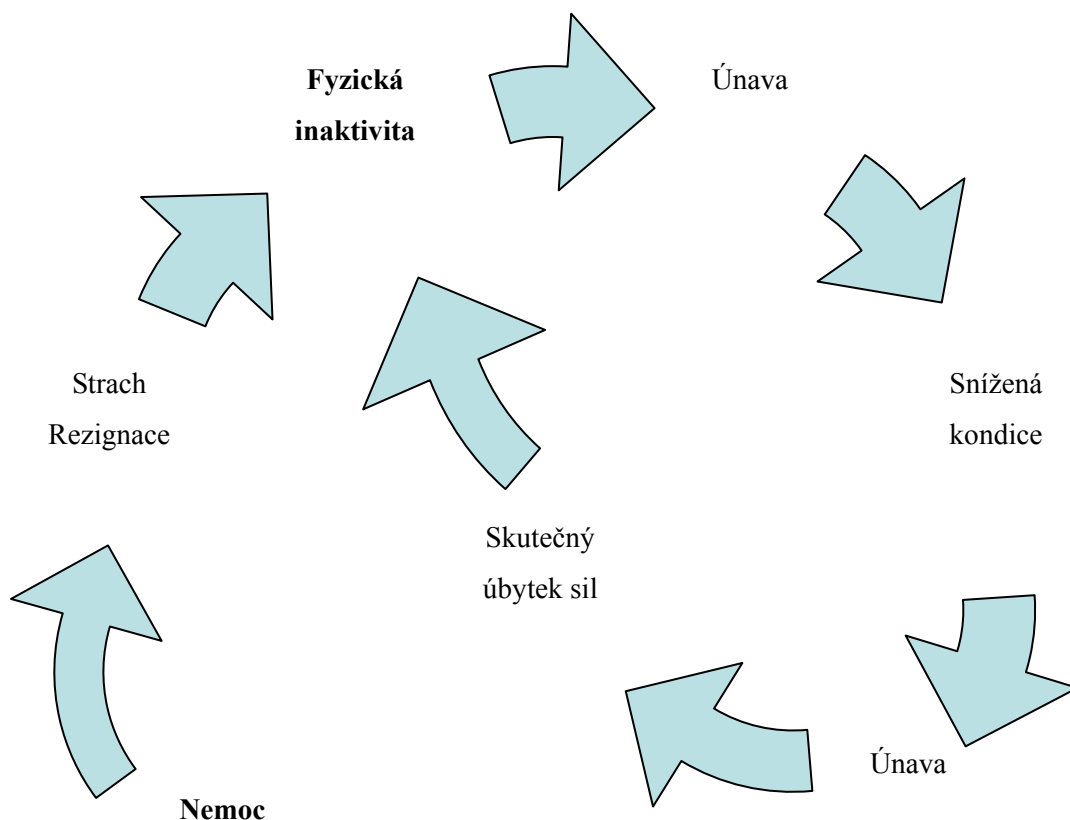 Fyzická
inaktivita
Únava
Strach
Rezignace
Snížená
kondice
Skutečný
úbytek sil
Únava
Nemoc